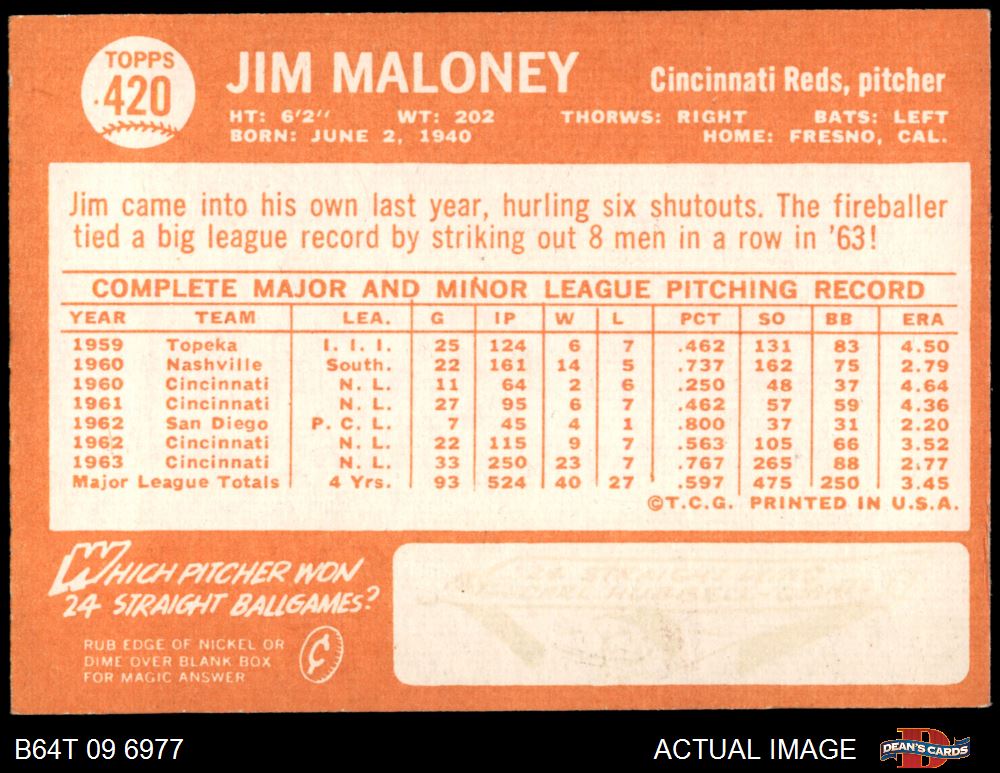 TOPPS
420
JIM MALONEY
Cincinnati Reds, pitcher
HT: 6'2" WT: 202 THORWS: RIGHT BATS: LEFT
BORN: JUNE 2, 1940 HOME: FRESNO, CAL.
Jim came into his own last year, hurling six shutouts. The fireballer
tied a big league record by striking out 8 men in a row in '63!
COMPLETE MAJOR AND MINOR LEAGUE PITCHING RECORD
YEAR TEAM LEA. G IP W L PCT SO BB ERA
1959 Topeka I. I. I. 25 124 6 7 .462 131 83 4.50
1960 Nashville South. 22 161 14 5 .737 162 75 2.79
1960 Cincinnati N. L. 11 64 2 6 .250 48 37 4.64
1961 Cincinnati N. L. 27 95 6 7 .462 57 59 4.36
1962 San Diego P. C. L. 7 45 4 1 .800 37 31 2.20
1962 Cincinnati N. L. 22 115 9 7 .563 105 66 3.52
1963 Cincinnati N. L. 33 250 23 7 .767 265 88 2.77
Major League Totals 4 Yrs. 93 524 40 27 .597 475 250 3.45
©T.C.G. PRINTED IN U.S.A.
WHICH PITCHER WON
24 STRAIGHT BALLGAMES?
RUB EDGE OF NICKEL OR
DIME OVER BLANK BOX
FOR MAGIC ANSWER
¢
B64T 09 6977
ACTUAL IMAGE
DEAN'S CARDS